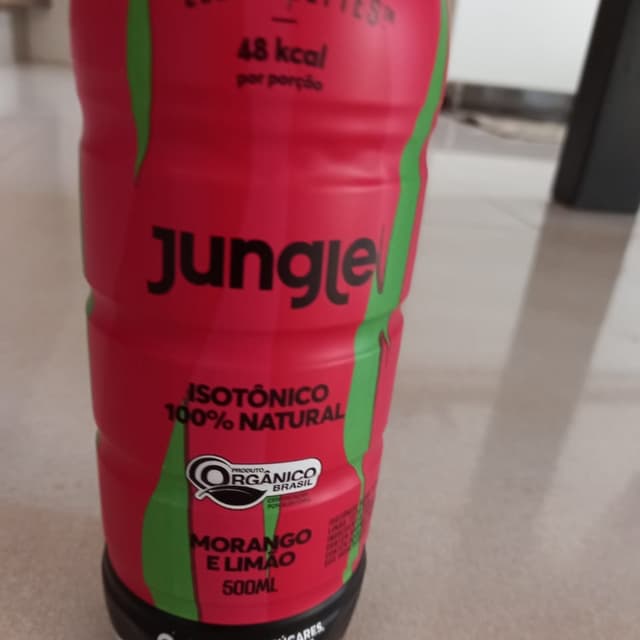 48 kcal
por porção
Jungle
ISOTÔNICO
100% NATURAL
PRODUTO
ORGÂNICO
BRASIL
MORANGO
E LIMÃO
500ML